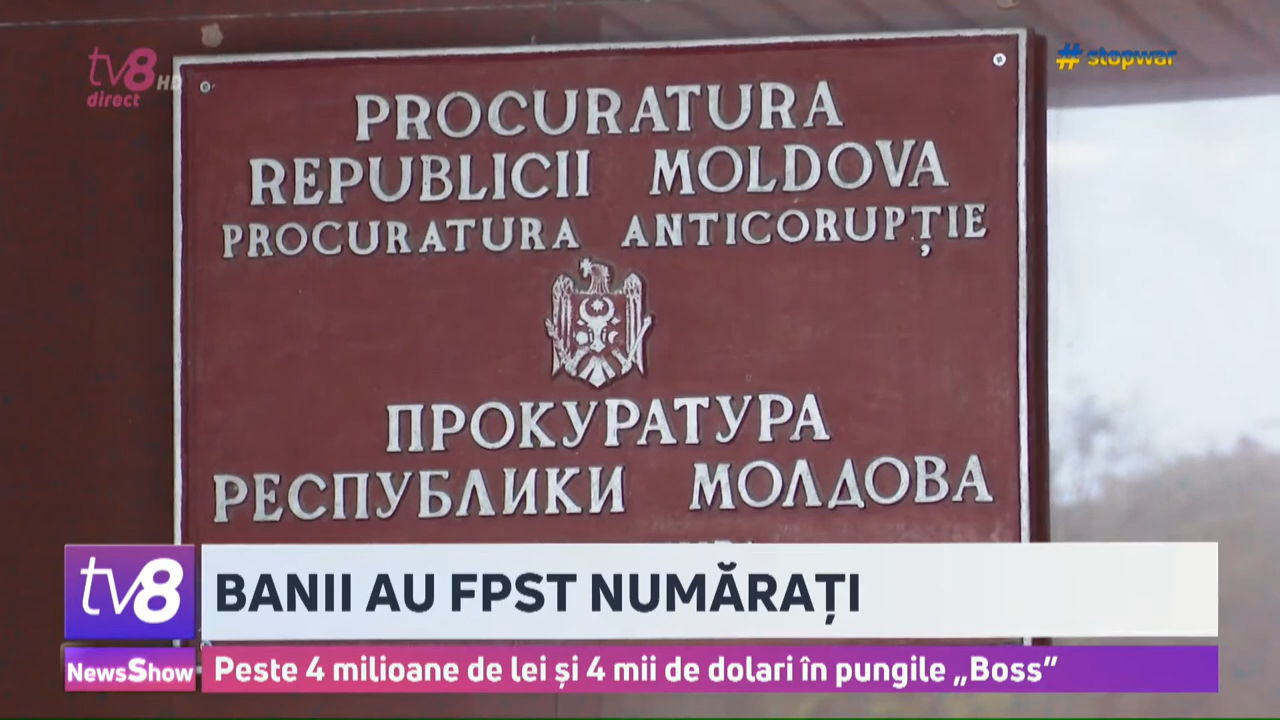 tv8 HD
direct
# stopwar
PROCURATURA
REPUBLICII MOLDOVA
PROCURATURA ANTICORUPȚIE
ПРОКУРАТУРА
РЕСПУБЛИКИ МОЛДОВА
tv8
BANII AU FPST NUMĂRAȚI
NewsShow
Peste 4 milioane de lei și 4 mii de dolari în pungile „Boss”